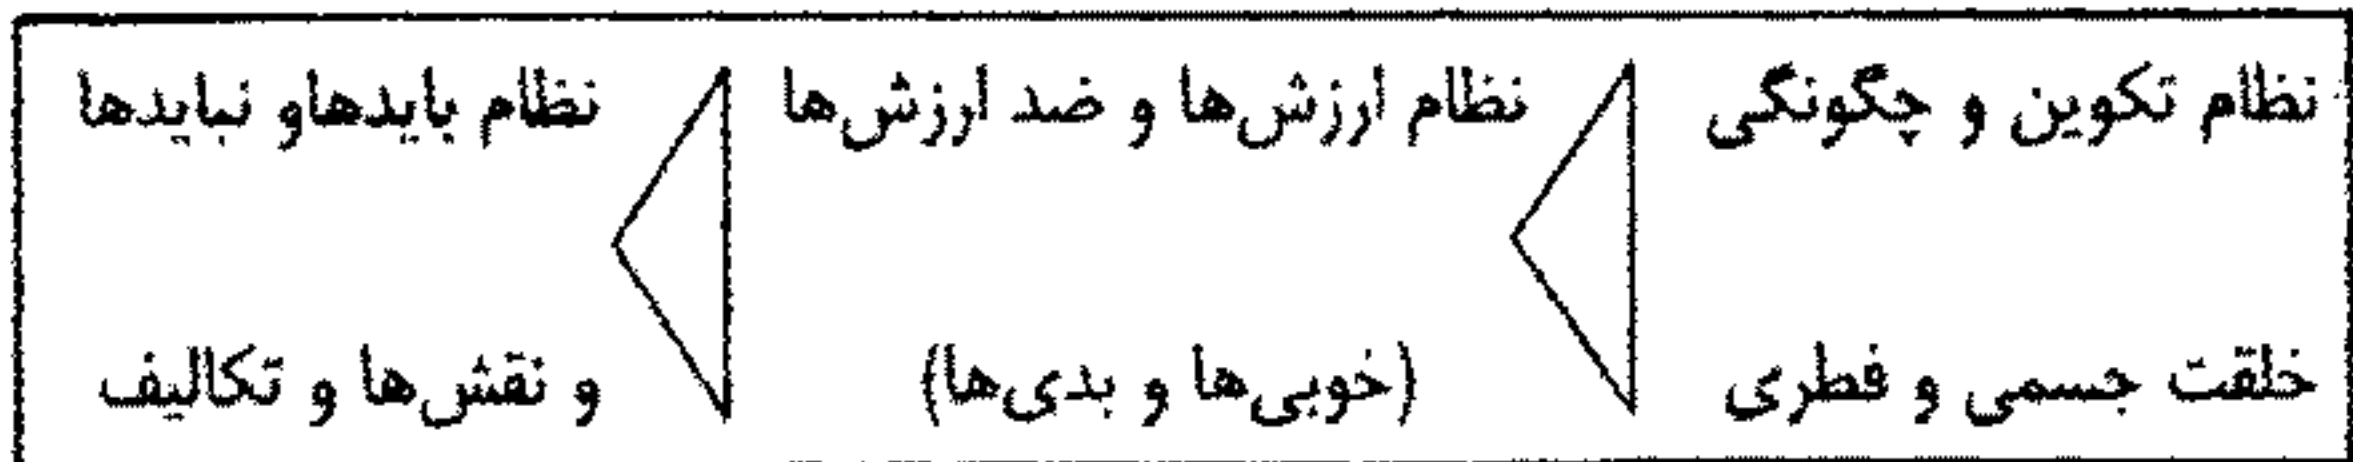 نظام تکوین و چگونگی
خلقت جسمی و فطری
نظام ارزش‌ها و ضد ارزش‌ها
(خوبی‌ها و بدی‌ها)
نظام بایدهاو نبایدها
و نقش‌ها و تکالیف